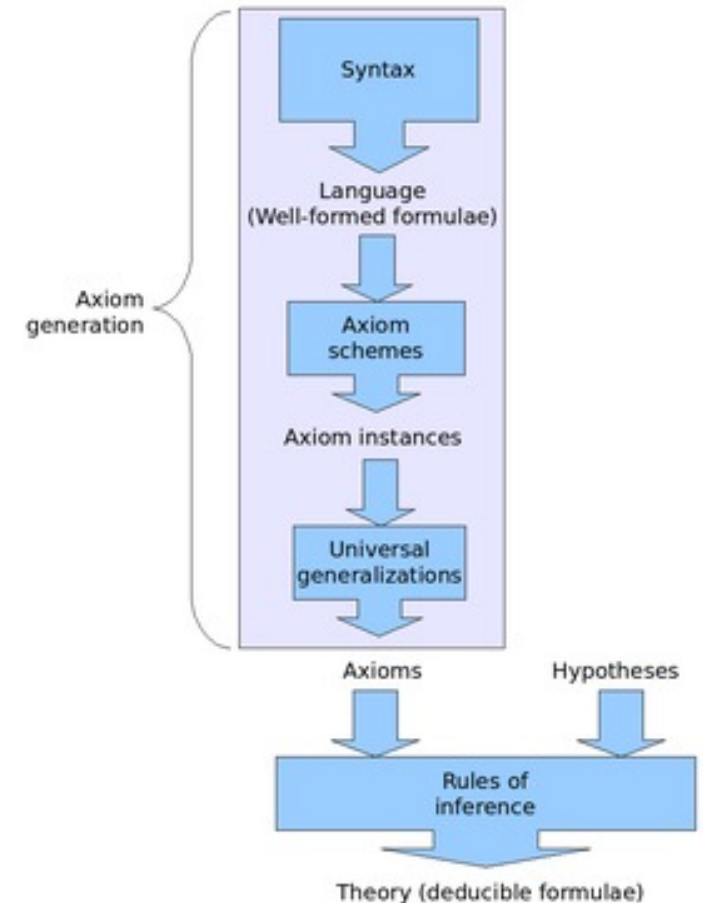 Syntax
Language
(Well-formed formulae)
Axiom
generation
Axiom
schemes
Axiom instances
Universal
generalizations
Axioms
Hypotheses
Rules of
inference
Theory (deducible formulae)